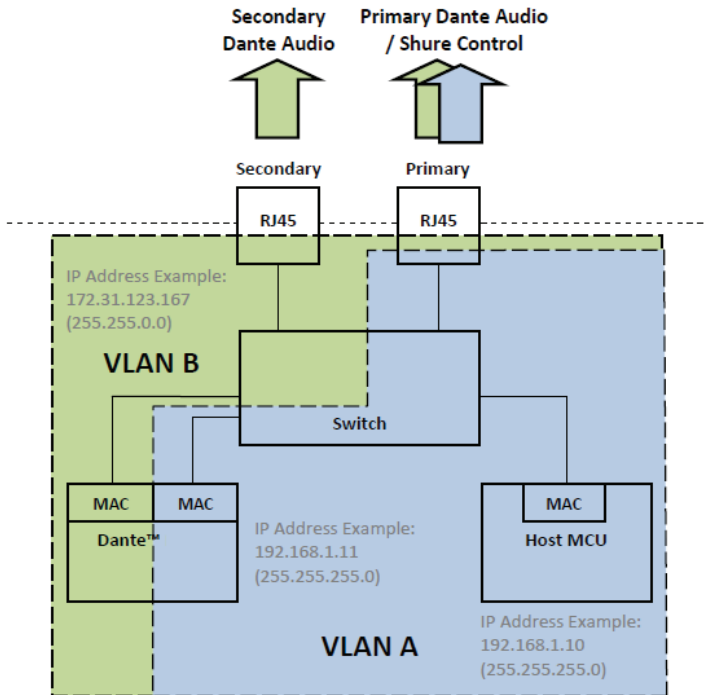 Secondary
Dante Audio
Primary Dante Audio
/ Shure Control
Secondary
Primary
RJ45
RJ45
IP Address Example:
172.31.123.167
(255.255.0.0)
VLAN B
Switch
MAC
MAC
Dante™
MAC
Host MCU
IP Address Example:
192.168.1.11
(255.255.255.0)
IP Address Example:
192.168.1.10
(255.255.255.0)
VLAN A